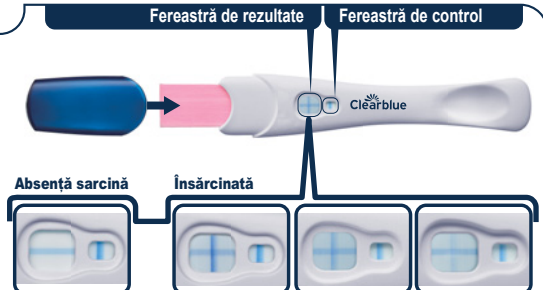 Fereastră de rezultate
Fereastră de control
Clearblue
Absență sarcină
Însărcinată